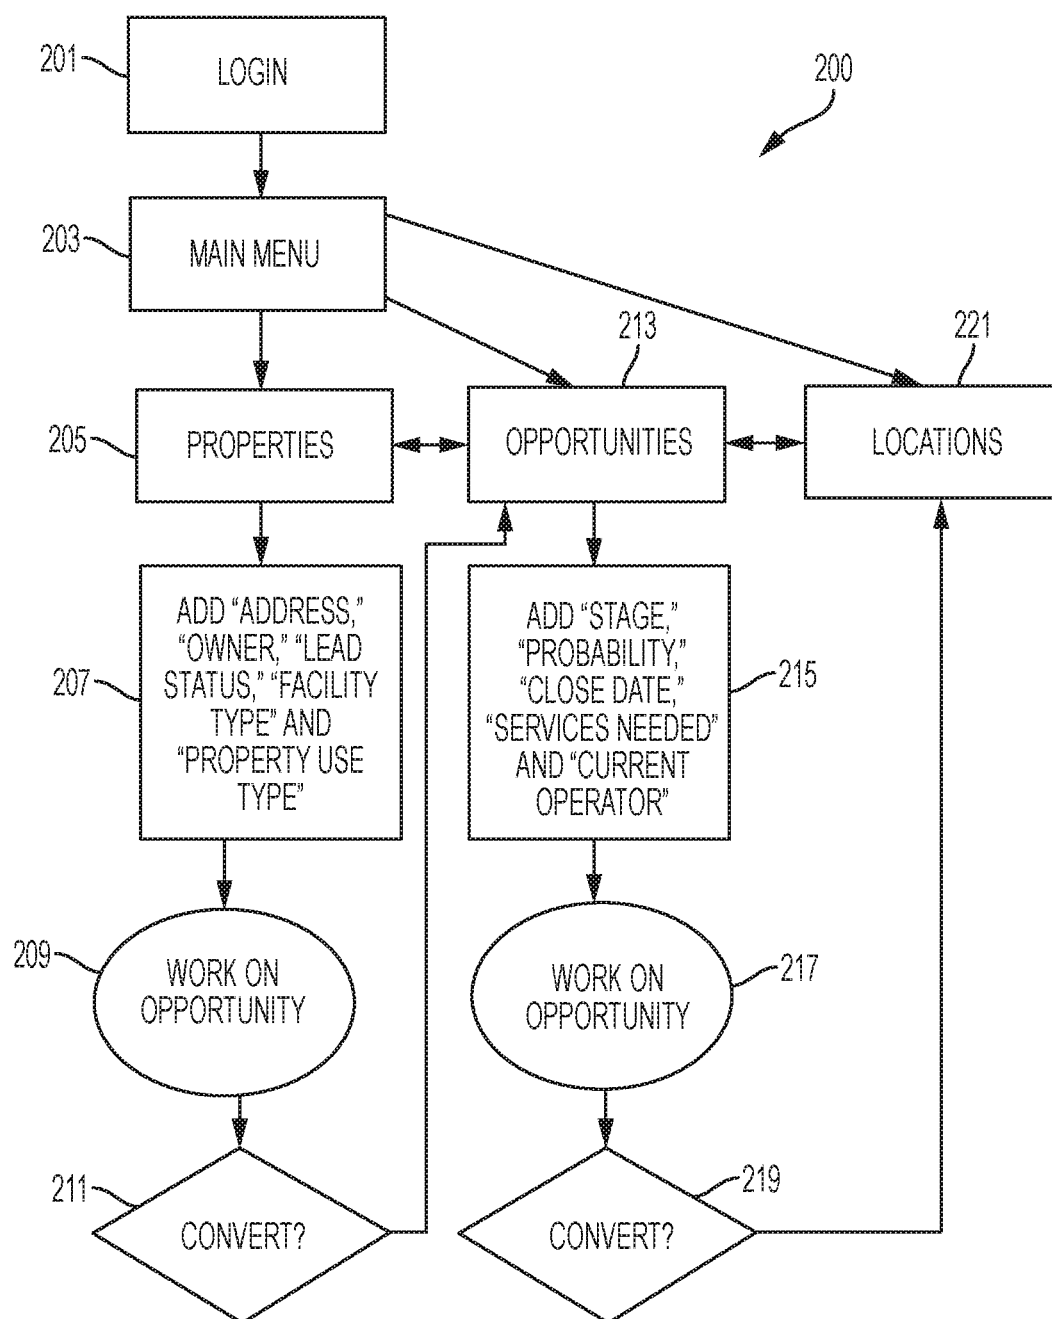 201
LOGIN
200
203
MAIN MENU
213
221
205
PROPERTIES
OPPORTUNITIES
LOCATIONS
207
ADD “ADDRESS,”
“OWNER,” “LEAD
STATUS,” “FACILITY
TYPE” AND
“PROPERTY USE
TYPE”
ADD “STAGE,”
“PROBABILITY,”
“CLOSE DATE,”
“SERVICES NEEDED”
AND “CURRENT
OPERATOR”
215
209
WORK ON
OPPORTUNITY
WORK ON
OPPORTUNITY
217
211
CONVERT?
219
CONVERT?